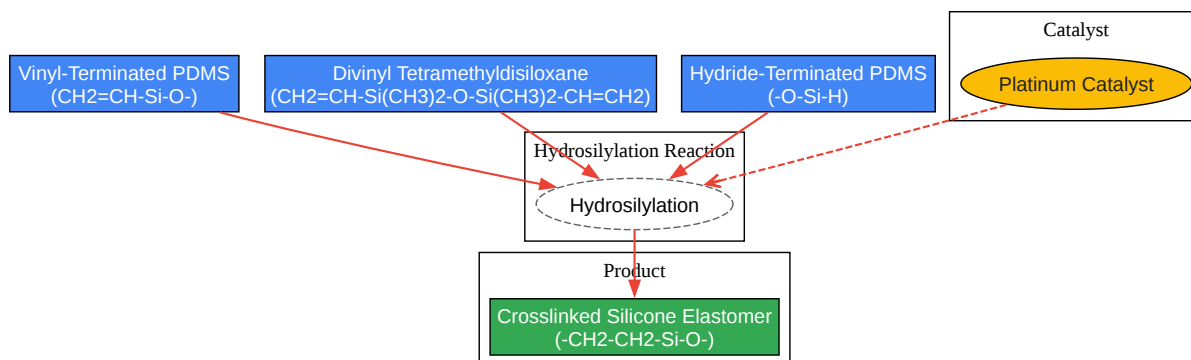 Catalyst
Vinyl-Terminated PDMS
(CH2=CH-Si-O-)
Divinyl Tetramethyldisiloxane
(CH2=CH-Si(CH3)2-O-Si(CH3)2-CH=CH2)
Hydride-Terminated PDMS
(-O-Si-H)
Platinum Catalyst
Hydrosilylation Reaction
Hydrosilylation
Product
Crosslinked Silicone Elastomer
(-CH2-CH2-Si-O-)